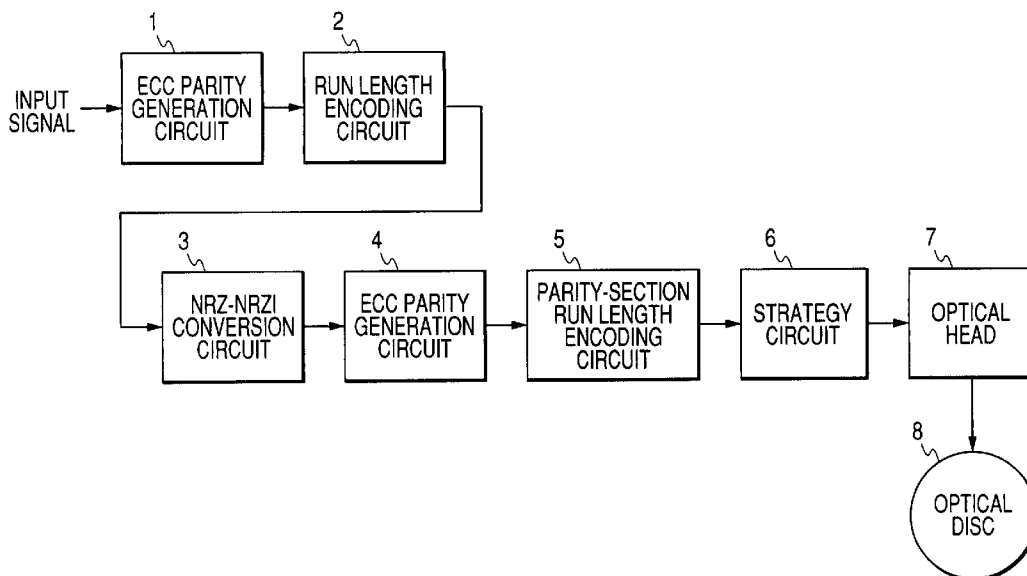 1
2
INPUT
SIGNAL
ECC PARITY
GENERATION
CIRCUIT
RUN LENGTH
ENCODING
CIRCUIT
3
4
5
6
7
NRZ-NRZI
CONVERSION
CIRCUIT
ECC PARITY
GENERATION
CIRCUIT
PARITY-SECTION
RUN LENGTH
ENCODING
CIRCUIT
STRATEGY
CIRCUIT
OPTICAL
HEAD
8
OPTICAL
DISC